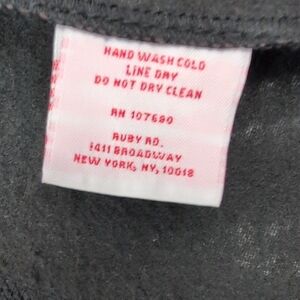 HAND WASH COLD
LINE DRY
DO NOT DRY CLEAN
RN 107690
RUBY RD.
1411 BROADWAY
NEW YORK, NY, 10018